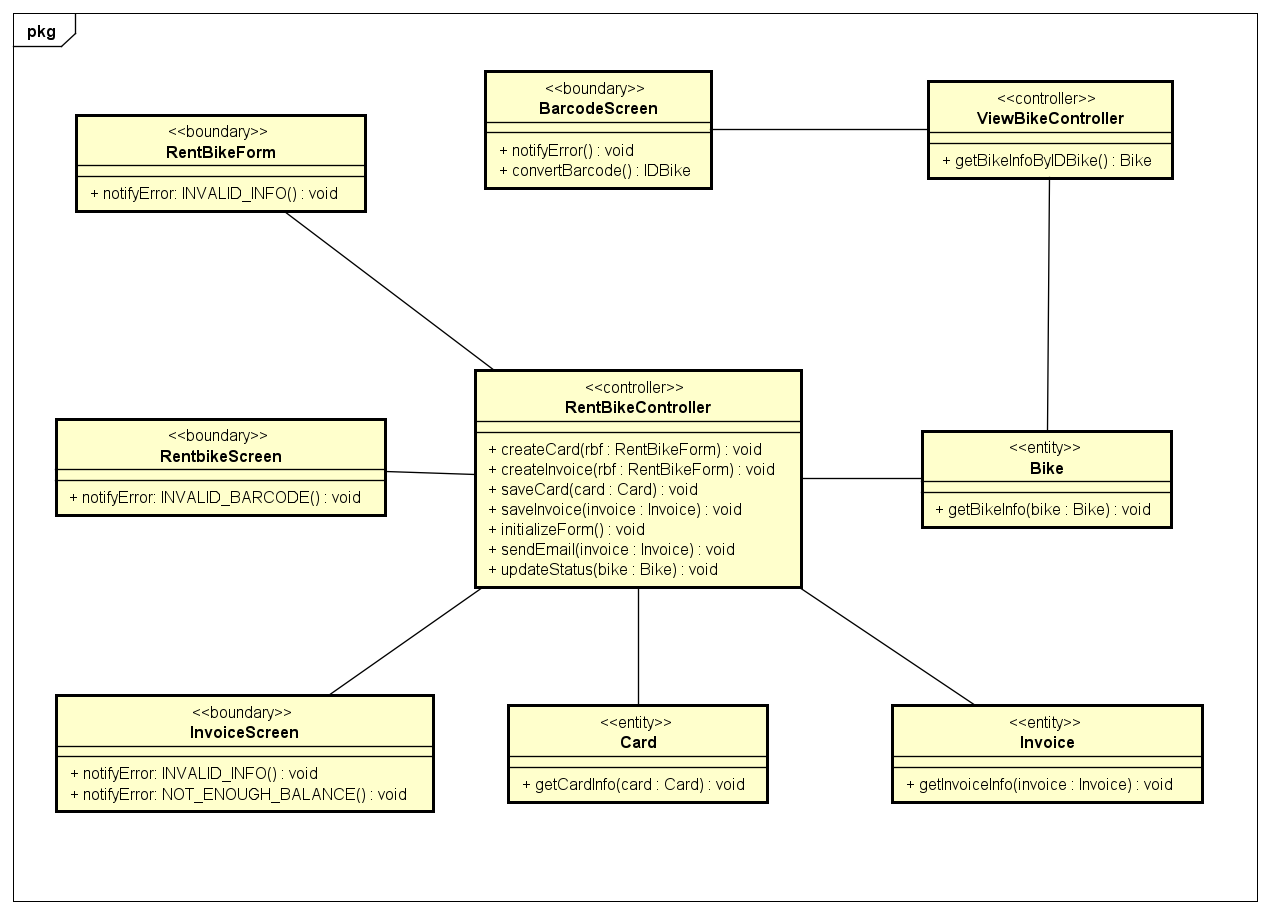 pkg
<<boundary>>
BarcodeScreen
+ notifyError() : void
+ convertBarcode() : IDBike
<<controller>>
ViewBikeController
+ getBikeInfoByIDBike() : Bike
<<boundary>>
RentBikeForm
+ notifyError: INVALID_INFO() : void
<<controller>>
RentBikeController
+ createCard(rbf : RentBikeForm) : void
+ createInvoice(rbf : RentBikeForm) : void
+ saveCard(card : Card) : void
+ saveInvoice(invoice : Invoice) : void
+ initializeForm() : void
+ sendEmail(invoice : Invoice) : void
+ updateStatus(bike : Bike) : void
<<boundary>>
RentbikeScreen
+ notifyError: INVALID_BARCODE() : void
<<entity>>
Bike
+ getBikeInfo(bike : Bike) : void
<<boundary>>
InvoiceScreen
+ notifyError: INVALID_INFO() : void
+ notifyError: NOT_ENOUGH_BALANCE() : void
<<entity>>
Card
+ getCardInfo(card : Card) : void
<<entity>>
Invoice
+ getInvoiceInfo(invoice : Invoice) : void